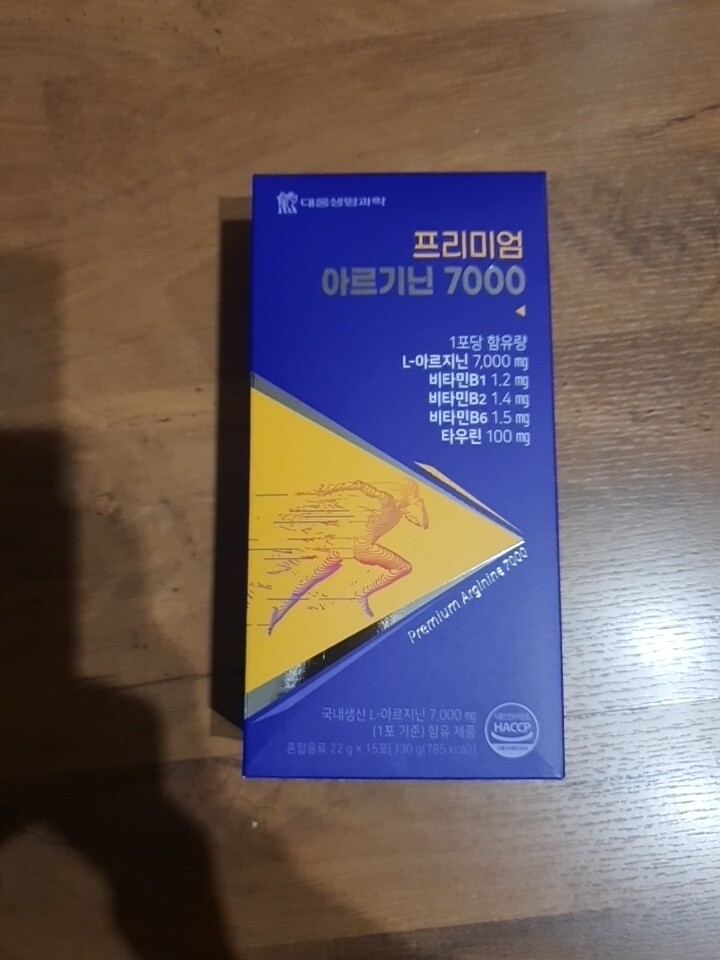 대웅생명과학
프리미엄
아르기닌 7000
1포당 함유량
L-아르지닌 7,000 mg
비타민B1 1.2 mg
비타민B2 1.4 mg
비타민B6 1.5 mg
타우린 100 mg
Premium Arginine 7000
국내생산 L-아르지닌 7,000 mg
(1포 기준) 함유 제품
혼합음료 22 g × 15포[330 g(785 kcal)]
HACCP